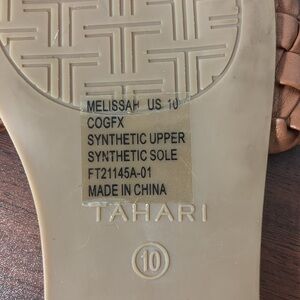 MELISSAH US 10
COGFX
SYNTHETIC UPPER
SYNTHETIC SOLE
FT21145A-01
MADE IN CHINA
TAHARI
10